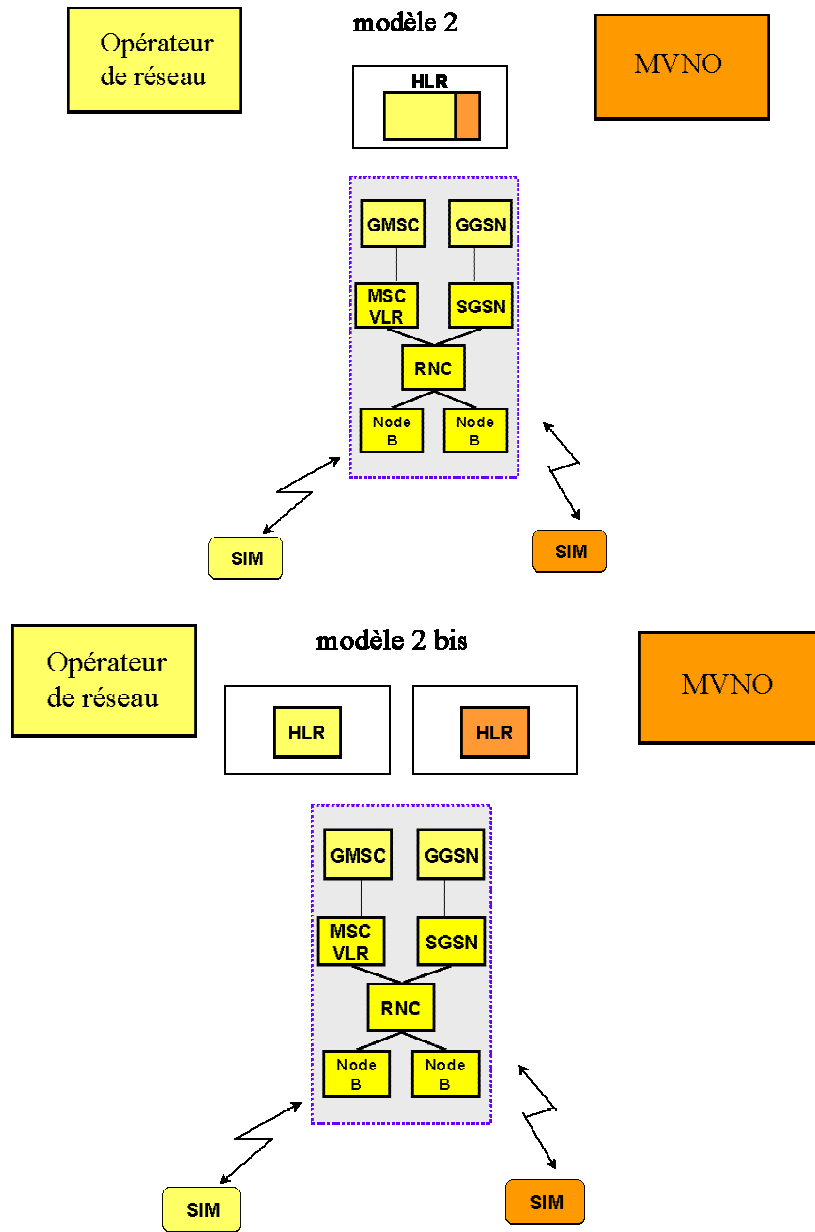 modèle 2
Opérateur
de réseau
MVNO
HLR
GMSC
GGSN
MSC
VLR
SGSN
RNC
Node
B
Node
B
SIM
SIM
modèle 2 bis
Opérateur
de réseau
MVNO
HLR
HLR
GMSC
GGSN
MSC
VLR
SGSN
RNC
Node
B
Node
B
SIM
SIM